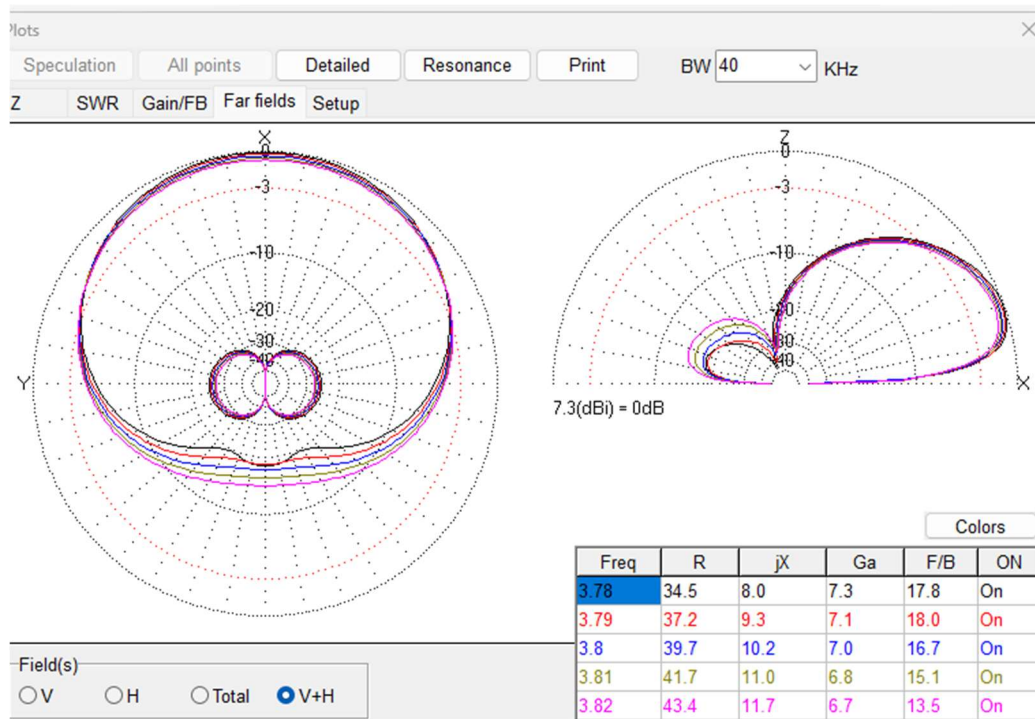 Plots
Speculation All points Detailed Resonance Print BW 40 KHz
Z SWR Gain/FB Far fields Setup
X Z
0 0
-3 -3
-10 -10
-20 -20
-30 -30
-40 -40
Y X
7.3(dBi) = 0dB
Colors
Freq R jX Ga F/B ON
3.78 34.5 8.0 7.3 17.8 On
3.79 37.2 9.3 7.1 18.0 On
3.8 39.7 10.2 7.0 16.7 On
3.81 41.7 11.0 6.8 15.1 On
3.82 43.4 11.7 6.7 13.5 On
Field(s)
V H Total V+H